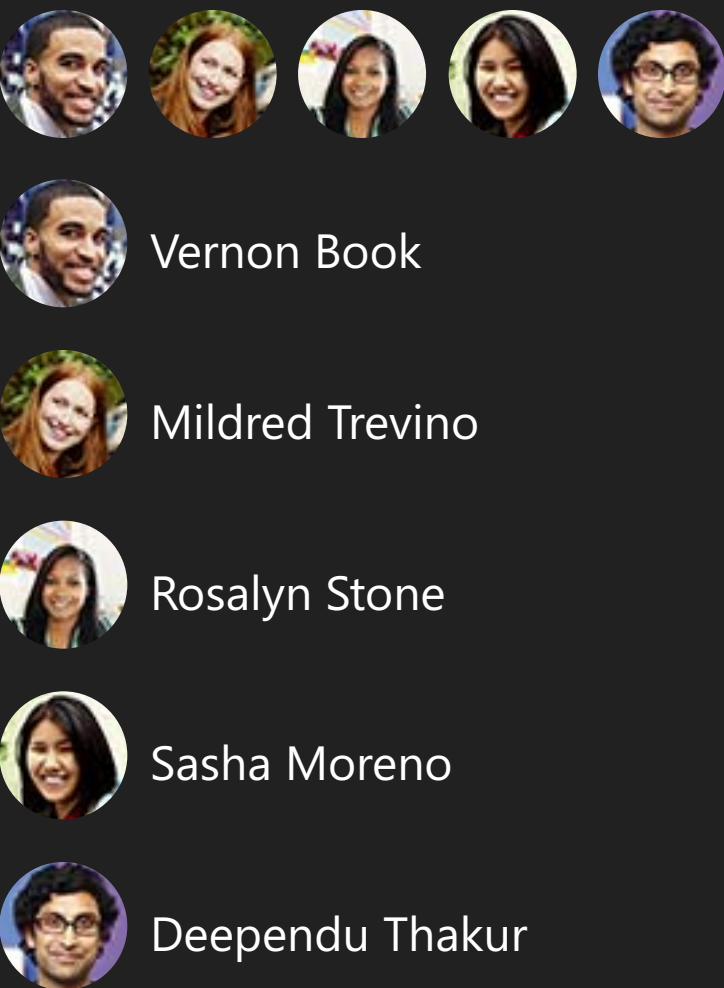 Vernon Book
Mildred Trevino
Rosalyn Stone
Sasha Moreno
Deependu Thakur